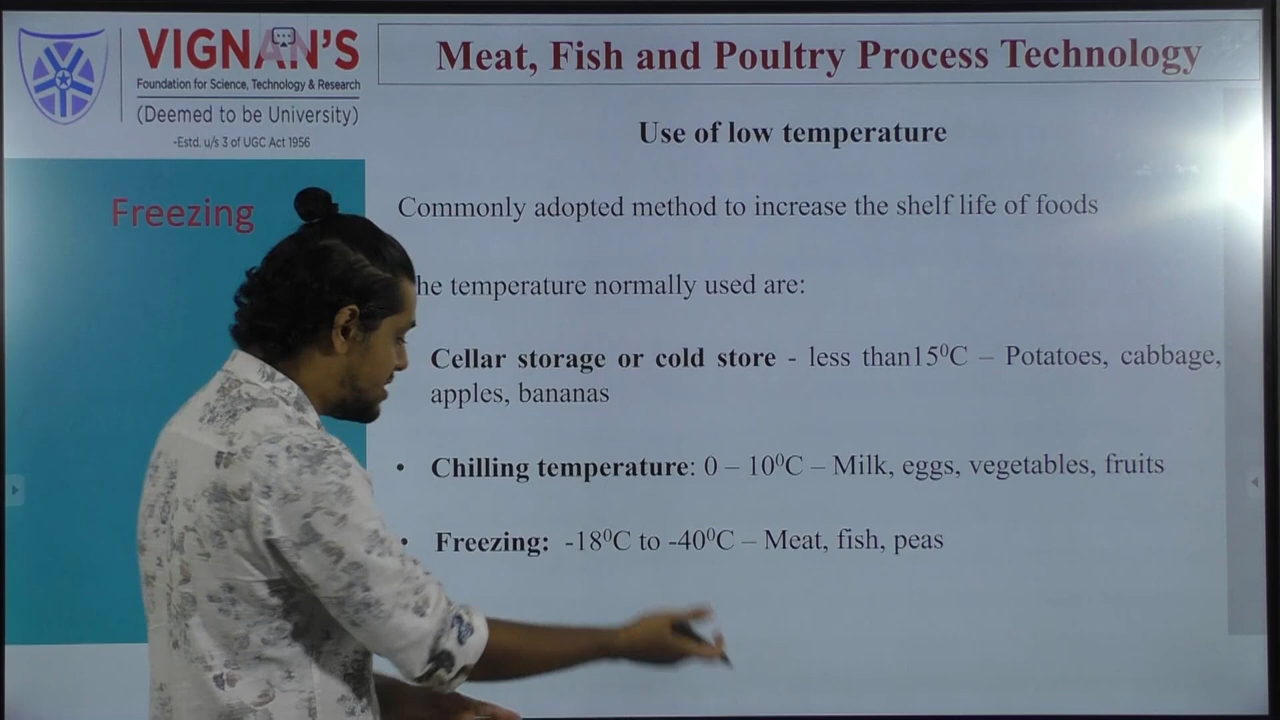 VIGNAN'S
Foundation for Science, Technology & Research
(Deemed to be University)
-Estd. u/s 3 of UGC Act 1956
Meat, Fish and Poultry Process Technology
Freezing
Use of low temperature
Commonly adopted method to increase the shelf life of foods
he temperature normally used are:
Cellar storage or cold store - less than15⁰C – Potatoes, cabbage,
apples, bananas
• Chilling temperature: 0 – 10⁰C – Milk, eggs, vegetables, fruits
• Freezing: -18⁰C to -40⁰C – Meat, fish, peas